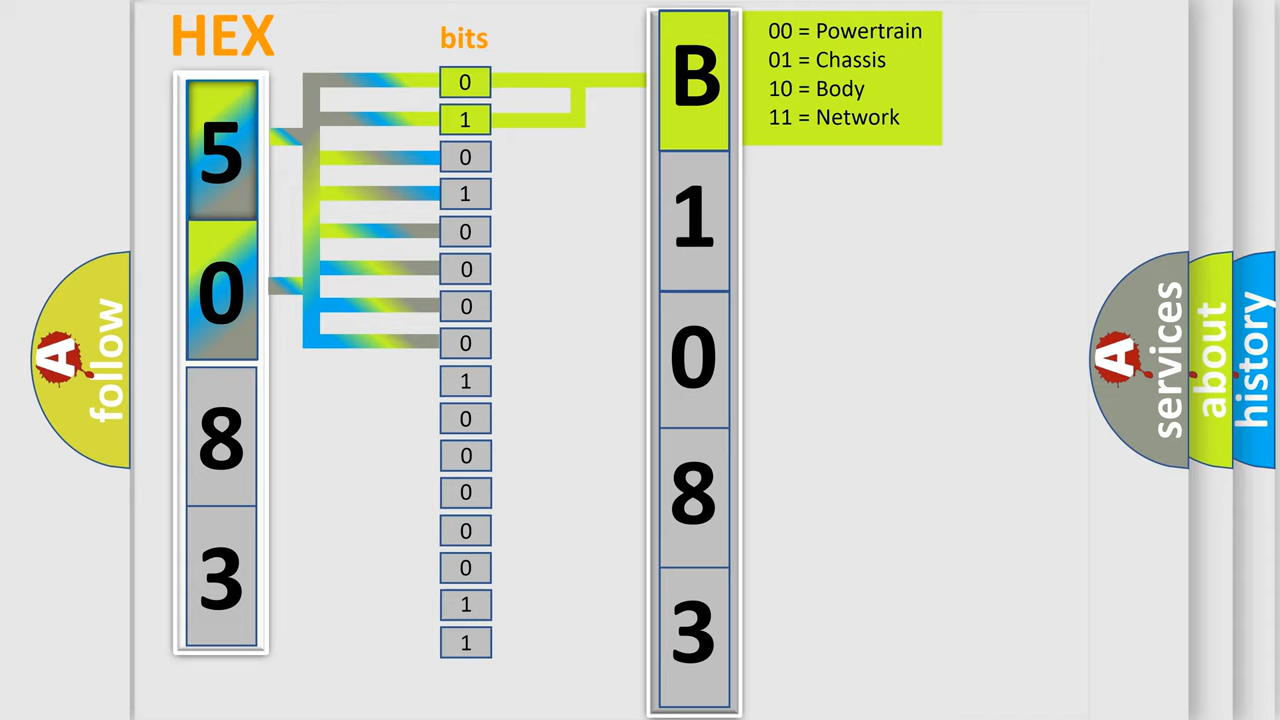 HEX
5
0
8
3
bits
0
1
0
1
0
0
0
0
1
0
0
0
0
0
1
1
B
1
0
8
3
00 = Powertrain
01 = Chassis
10 = Body
11 = Network
A follow
A services
about
history